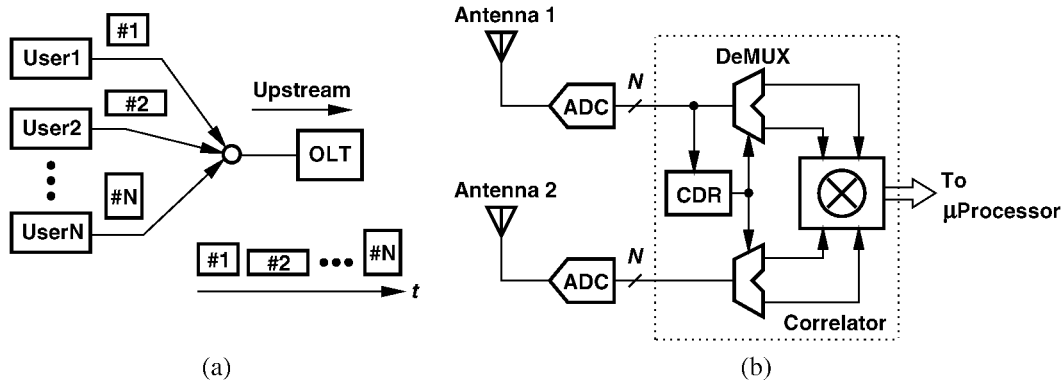 #1
User1
Upstream
#2
User2
OLT
#N
UserN
#1
#2
#N
t
(a)
Antenna 1
DeMUX
N
ADC
CDR
To
µProcessor
Antenna 2
N
ADC
Correlator
(b)